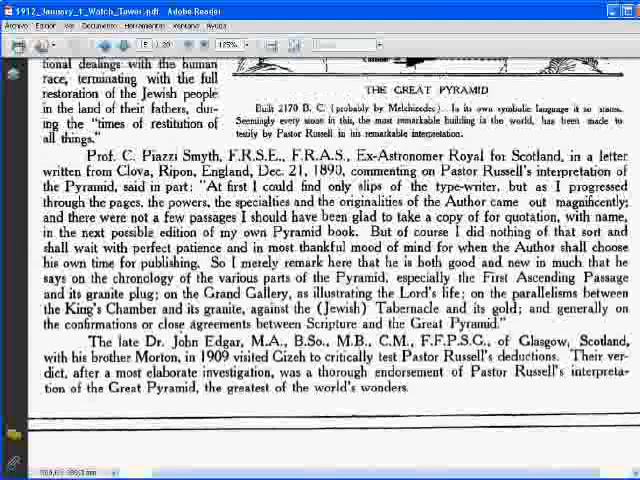 1912_January_1_Watch_Tower.pdf - Adobe Reader
Archivo Edición Ver Documento Herramientas Ventana Ayuda
15 / 20 125%
tional dealings with the human
race, terminating with the full
restoration of the Jewish people
in the land of their fathers, dur-
ing the "times of restitution of
all things."
THE GREAT PYRAMID
Built 2170 B. C. (probably by Melchizedec). In its own symbolic language it so states.
Seemingly every stone in this, the most remarkable building in the world, has been made to
testify by Pastor Russell in his remarkable interpretation.
Prof. C. Piazzi Smyth, F.R.S.E., F.R.A.S., Ex-Astronomer Royal for Scotland, in a letter
written from Clova, Ripon, England, Dec. 21, 1890, commenting on Pastor Russell's interpretation of
the Pyramid, said in part: "At first I could find only slips of the type-writer, but as I progressed
through the pages, the powers, the specialties and the originalities of the Author came out magnificently;
and there were not a few passages I should have been glad to take a copy of for quotation, with name,
in the next possible edition of my own Pyramid book. But of course I did nothing of that sort and
shall wait with perfect patience and in most thankful mood of mind for when the Author shall choose
his own time for publishing. So I merely remark here that he is both good and new in much that he
says on the chronology of the various parts of the Pyramid, especially the First Ascending Passage
and its granite plug; on the Grand Gallery, as illustrating the Lord's life; on the parallelisms between
the King's Chamber and its granite, against the (Jewish) Tabernacle and its gold; and generally on
the confirmations or close agreements between Scripture and the Great Pyramid."
The late Dr. John Edgar, M.A., B.Sc., M.B., C.M., F.F.P.S.G., of Glasgow, Scotland,
with his brother Morton, in 1909 visited Gizeh to critically test Pastor Russell's deductions. Their ver-
dict, after a most elaborate investigation, was a thorough endorsement of Pastor Russell's interpreta-
tion of the Great Pyramid, the greatest of the world's wonders.